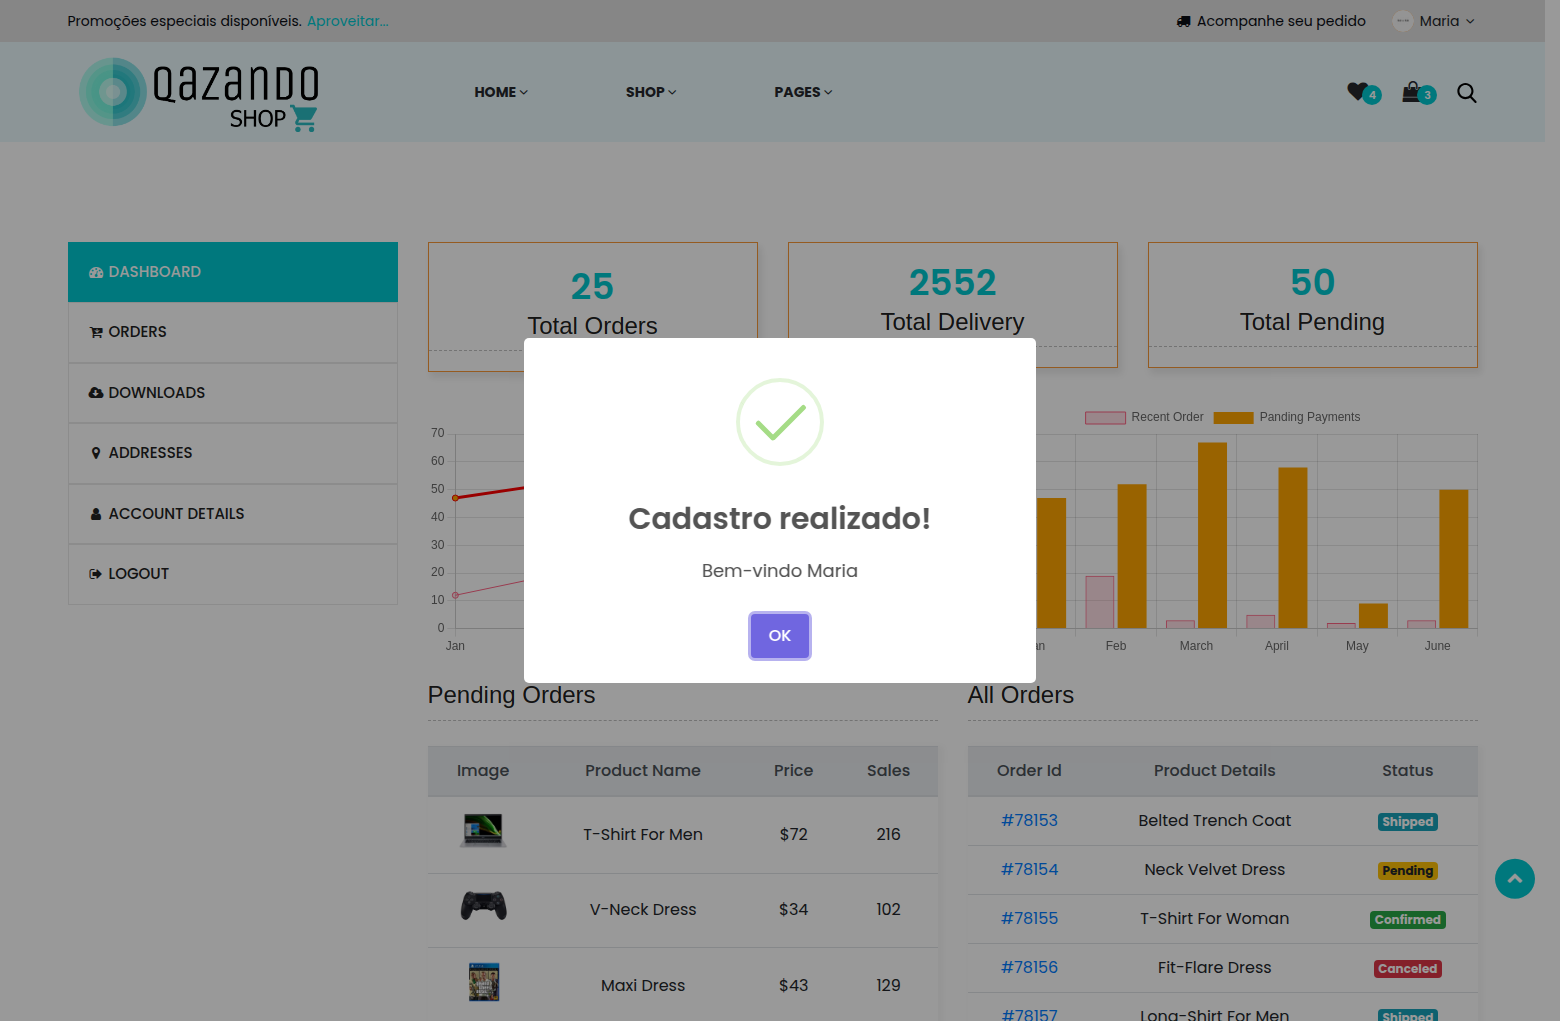 Promoções especiais disponíveis. Aproveitar...
Acompanhe seu pedido
Maria
QAZANDO
SHOP
HOME
SHOP
PAGES
4
3
DASHBOARD
ORDERS
DOWNLOADS
ADDRESSES
ACCOUNT DETAILS
LOGOUT
25
Total Orders
2552
Total Delivery
50
Total Pending
Recent Order
Panding Payments
70
60
50
40
30
20
10
0
Jan
an
Feb
March
April
May
June
Cadastro realizado!
Bem-vindo Maria
OK
Pending Orders
Image Product Name Price Sales
T-Shirt For Men $72 216
V-Neck Dress $34 102
Maxi Dress $43 129
All Orders
Order Id Product Details Status
#78153 Belted Trench Coat Shipped
#78154 Neck Velvet Dress Pending
#78155 T-Shirt For Woman Confirmed
#78156 Fit-Flare Dress Canceled
#78157 Long-Shirt For Men Shipped